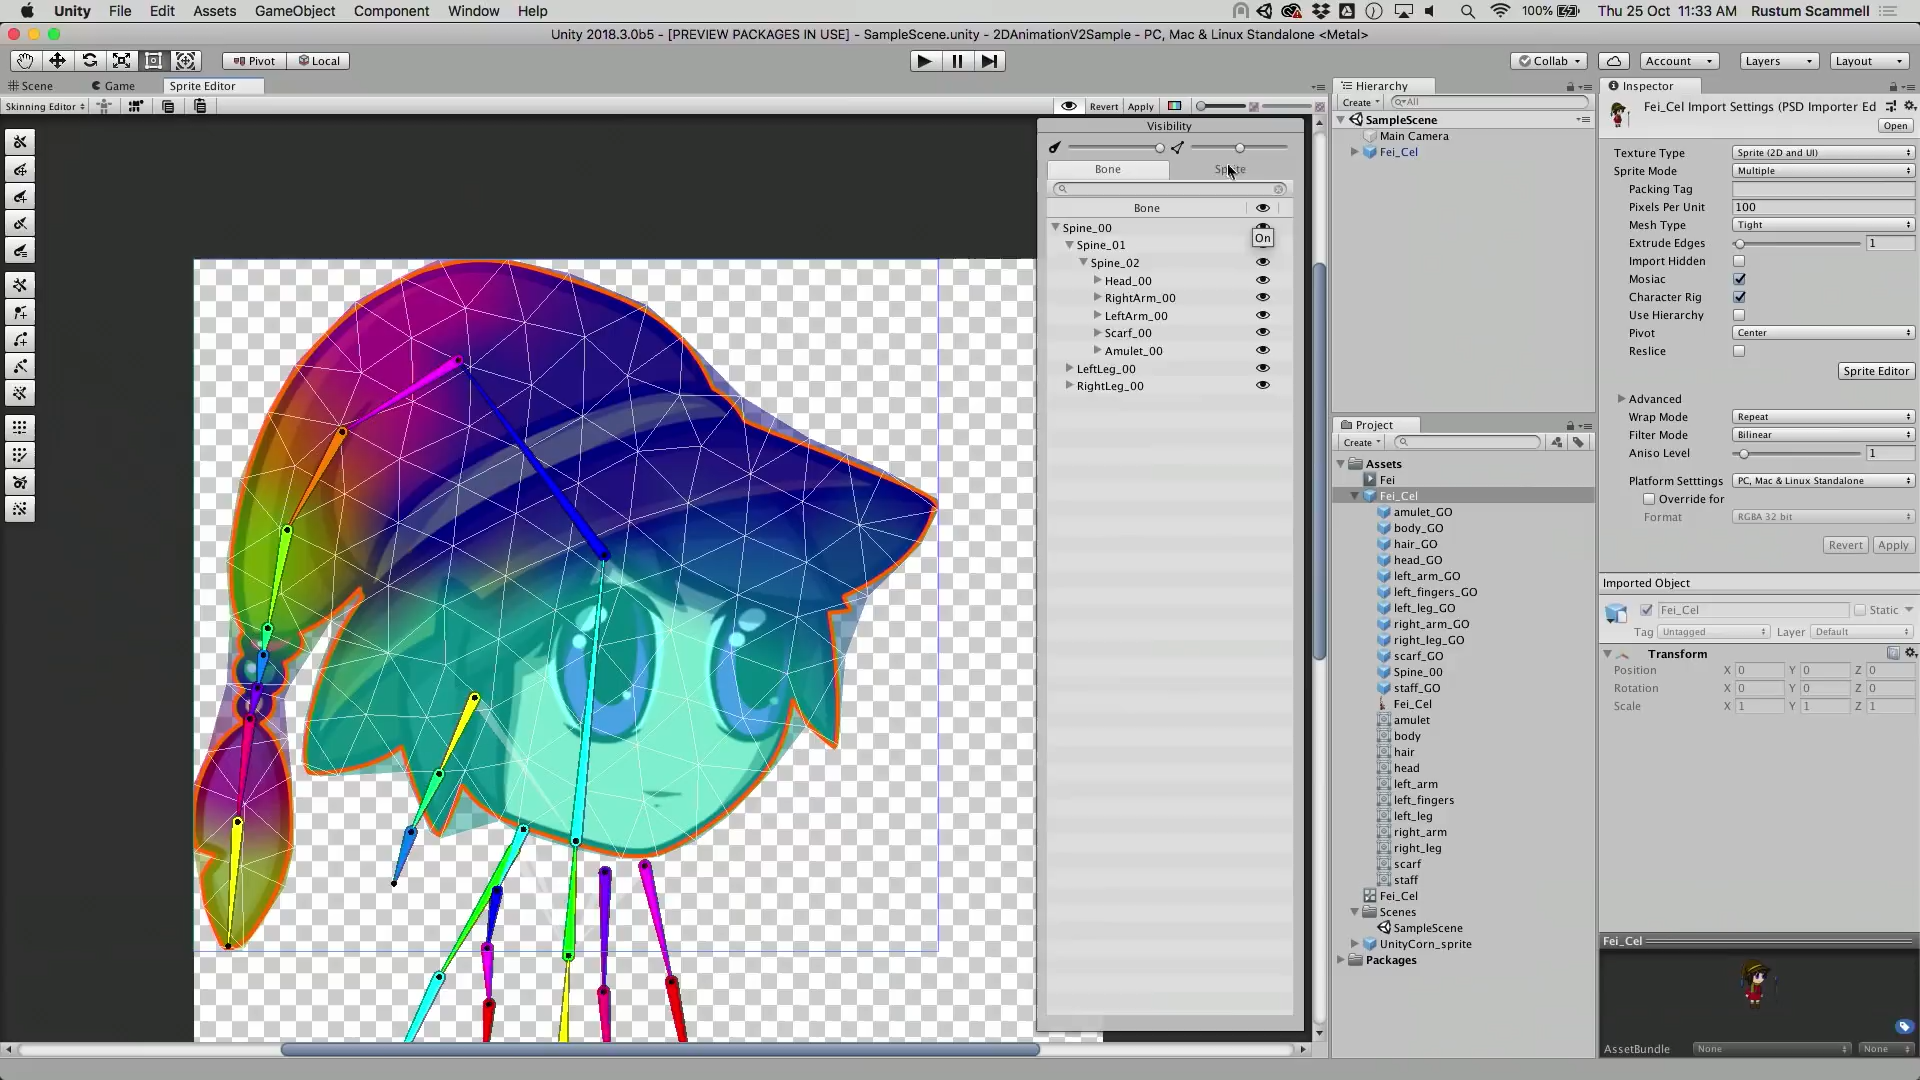 Unity File Edit Assets GameObject Component Window Help 100% Thu 25 Oct 11:33 AM Rustum Scammell
Unity 2018.3.0b5 - [PREVIEW PACKAGES IN USE] - SampleScene.unity - 2DAnimationV2Sample - PC, Mac & Linux Standalone <Metal>
Pivot Local Collab Account Layers Layout
Scene Game Sprite Editor
Skinning Editor Revert Apply
Visibility
Bone Sprite
Bone
Spine_00
On
Spine_01
Spine_02
Head_00
RightArm_00
LeftArm_00
Scarf_00
Amulet_00
LeftLeg_00
RightLeg_00
Hierarchy
Create All
SampleScene
Main Camera
Fei_Cel
Project
Create
Assets
Fei
Fei_Cel
amulet_GO
body_GO
hair_GO
head_GO
left_arm_GO
left_fingers_GO
left_leg_GO
right_arm_GO
right_leg_GO
scarf_GO
Spine_00
staff_GO
Fei_Cel
amulet
body
hair
head
left_arm
left_fingers
left_leg
right_arm
right_leg
scarf
staff
Fei_Cel
Scenes
SampleScene
UnityCorn_sprite
Packages
Inspector
Fei_Cel Import Settings (PSD Importer Ed
Open
Texture Type Sprite (2D and UI)
Sprite Mode Multiple
Packing Tag
Pixels Per Unit 100
Mesh Type Tight
Extrude Edges 1
Import Hidden
Mosiac
Character Rig
Use Hierarchy
Pivot Center
Reslice
Sprite Editor
Advanced
Wrap Mode Repeat
Filter Mode Bilinear
Aniso Level 1
Platform Setttings PC, Mac & Linux Standalone
Override for
Format RGBA 32 bit
Revert Apply
Imported Object
Fei_Cel Static
Tag Untagged Layer Default
Transform
Position X 0 Y 0 Z 0
Rotation X 0 Y 0 Z 0
Scale X 1 Y 1 Z 1
Fei_Cel
AssetBundle None None